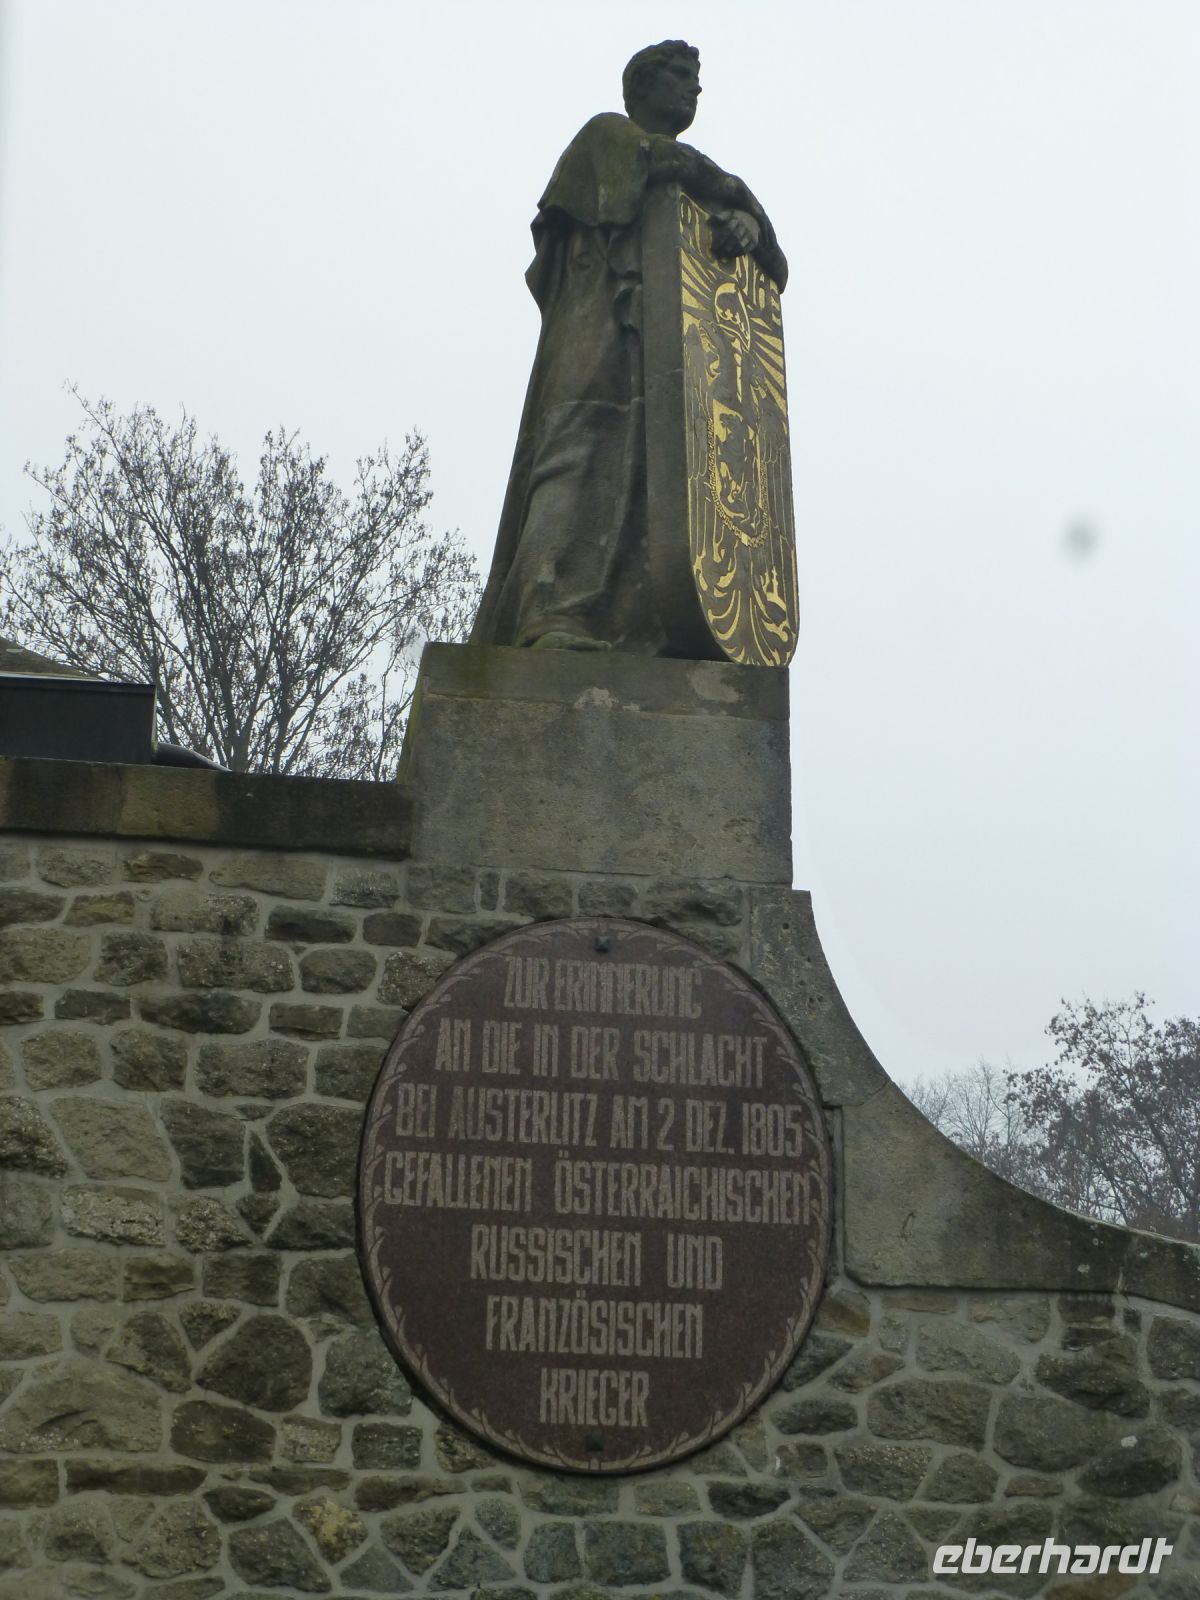 ZUR ERINNERUNG
AN DIE IN DER SCHLACHT
BEI AUSTERLITZ AM 2 DEZ. 1805
GEFALLENEN ÖSTERRAICHISCHEN
RUSSISCHEN UND
FRANZÖSISCHEN
KRIEGER
eberhardt